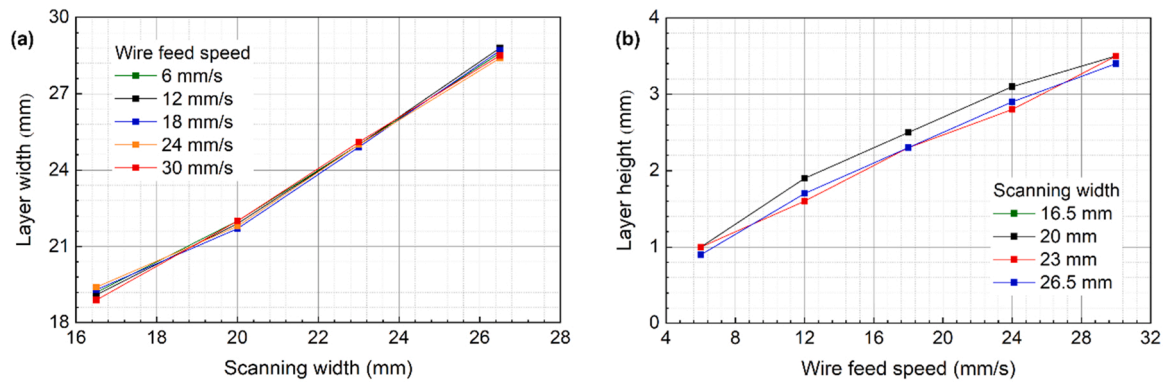 (a)
30
27
24
21
18
Layer width (mm)
Wire feed speed
6 mm/s
12 mm/s
18 mm/s
24 mm/s
30 mm/s
16 18 20 22 24 26 28
Scanning width (mm)
(b)
4
3
2
1
0
Layer height (mm)
Scanning width
16.5 mm
20 mm
23 mm
26.5 mm
4 8 12 16 20 24 28 32
Wire feed speed (mm/s)